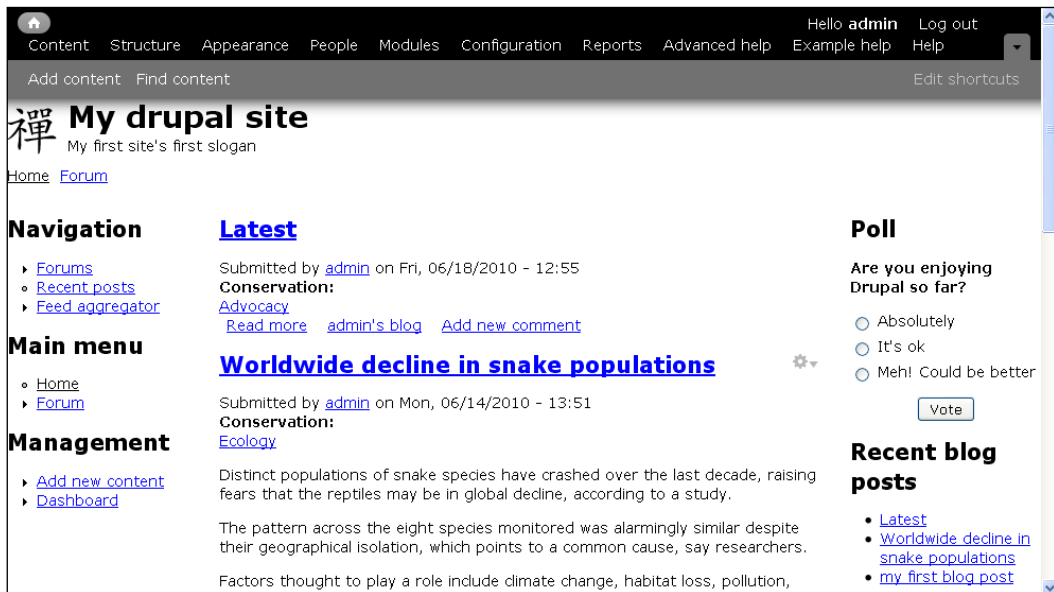 Hello admin Log out
Content Structure Appearance People Modules Configuration Reports Advanced help Example help Help
Add content Find content Edit shortcuts
禪
My drupal site
My first site's first slogan
Home Forum
Navigation
Forums
Recent posts
Feed aggregator
Main menu
Home
Forum
Management
Add new content
Dashboard
Latest
Submitted by admin on Fri, 06/18/2010 - 12:55
Conservation:
Advocacy
Read more admin's blog Add new comment
Worldwide decline in snake populations
Submitted by admin on Mon, 06/14/2010 - 13:51
Conservation:
Ecology
Distinct populations of snake species have crashed over the last decade, raising
fears that the reptiles may be in global decline, according to a study.
The pattern across the eight species monitored was alarmingly similar despite
their geographical isolation, which points to a common cause, say researchers.
Factors thought to play a role include climate change, habitat loss, pollution,
Poll
Are you enjoying
Drupal so far?
Absolutely
It's ok
Meh! Could be better
Vote
Recent blog
posts
Latest
Worldwide decline in
snake populations
my first blog post